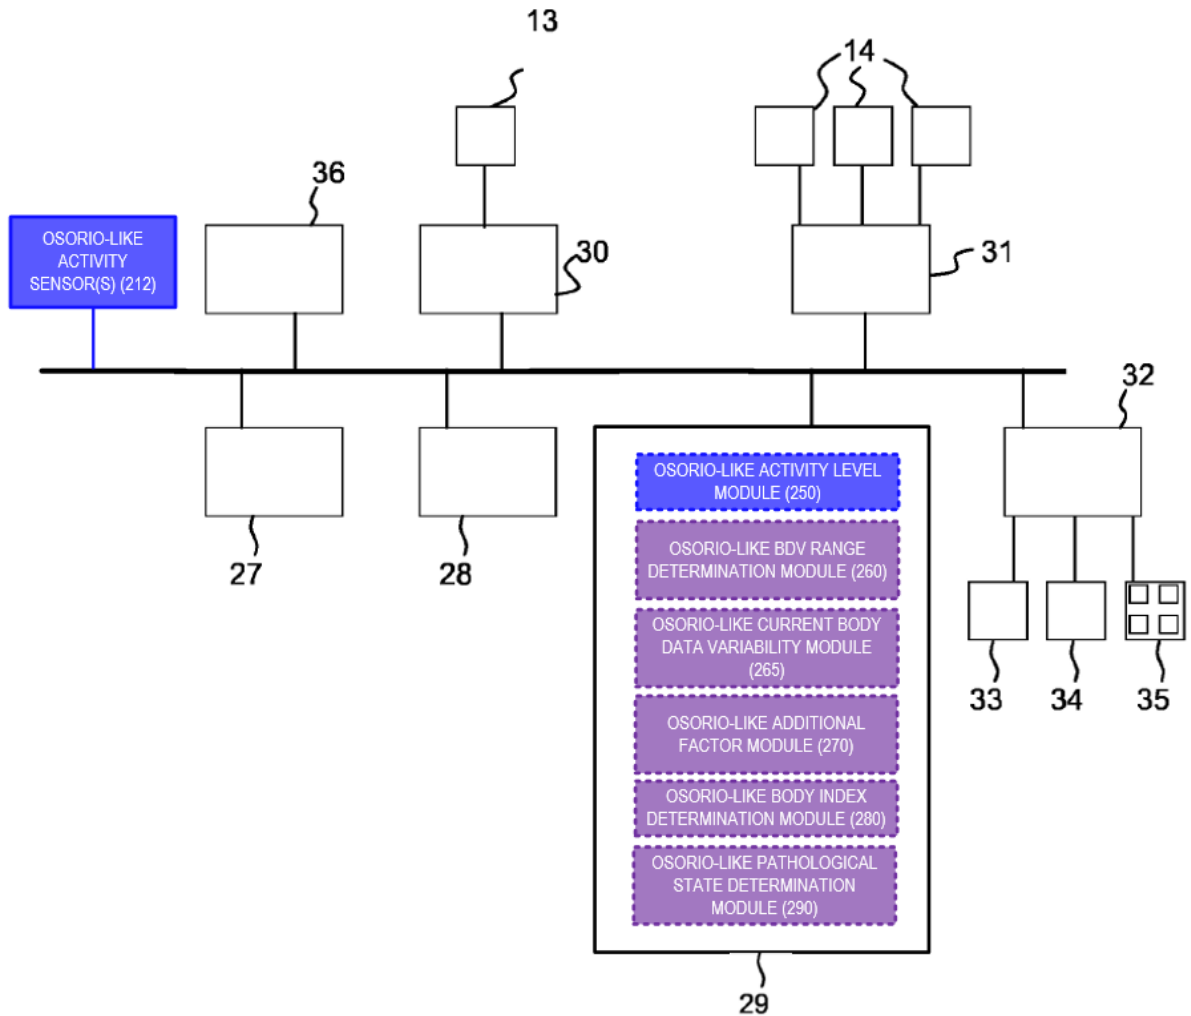 13
14
36
30
31
OSORIO-LIKE
ACTIVITY
SENSOR(S) (212)
32
OSORIO-LIKE ACTIVITY LEVEL
MODULE (250)
OSORIO-LIKE BDV RANGE
DETERMINATION MODULE (260)
27
28
OSORIO-LIKE CURRENT BODY
DATA VARIABILITY MODULE
(265)
33
34
35
OSORIO-LIKE ADDITIONAL
FACTOR MODULE (270)
OSORIO-LIKE BODY INDEX
DETERMINATION MODULE (280)
OSORIO-LIKE PATHOLOGICAL
STATE DETERMINATION
MODULE (290)
29